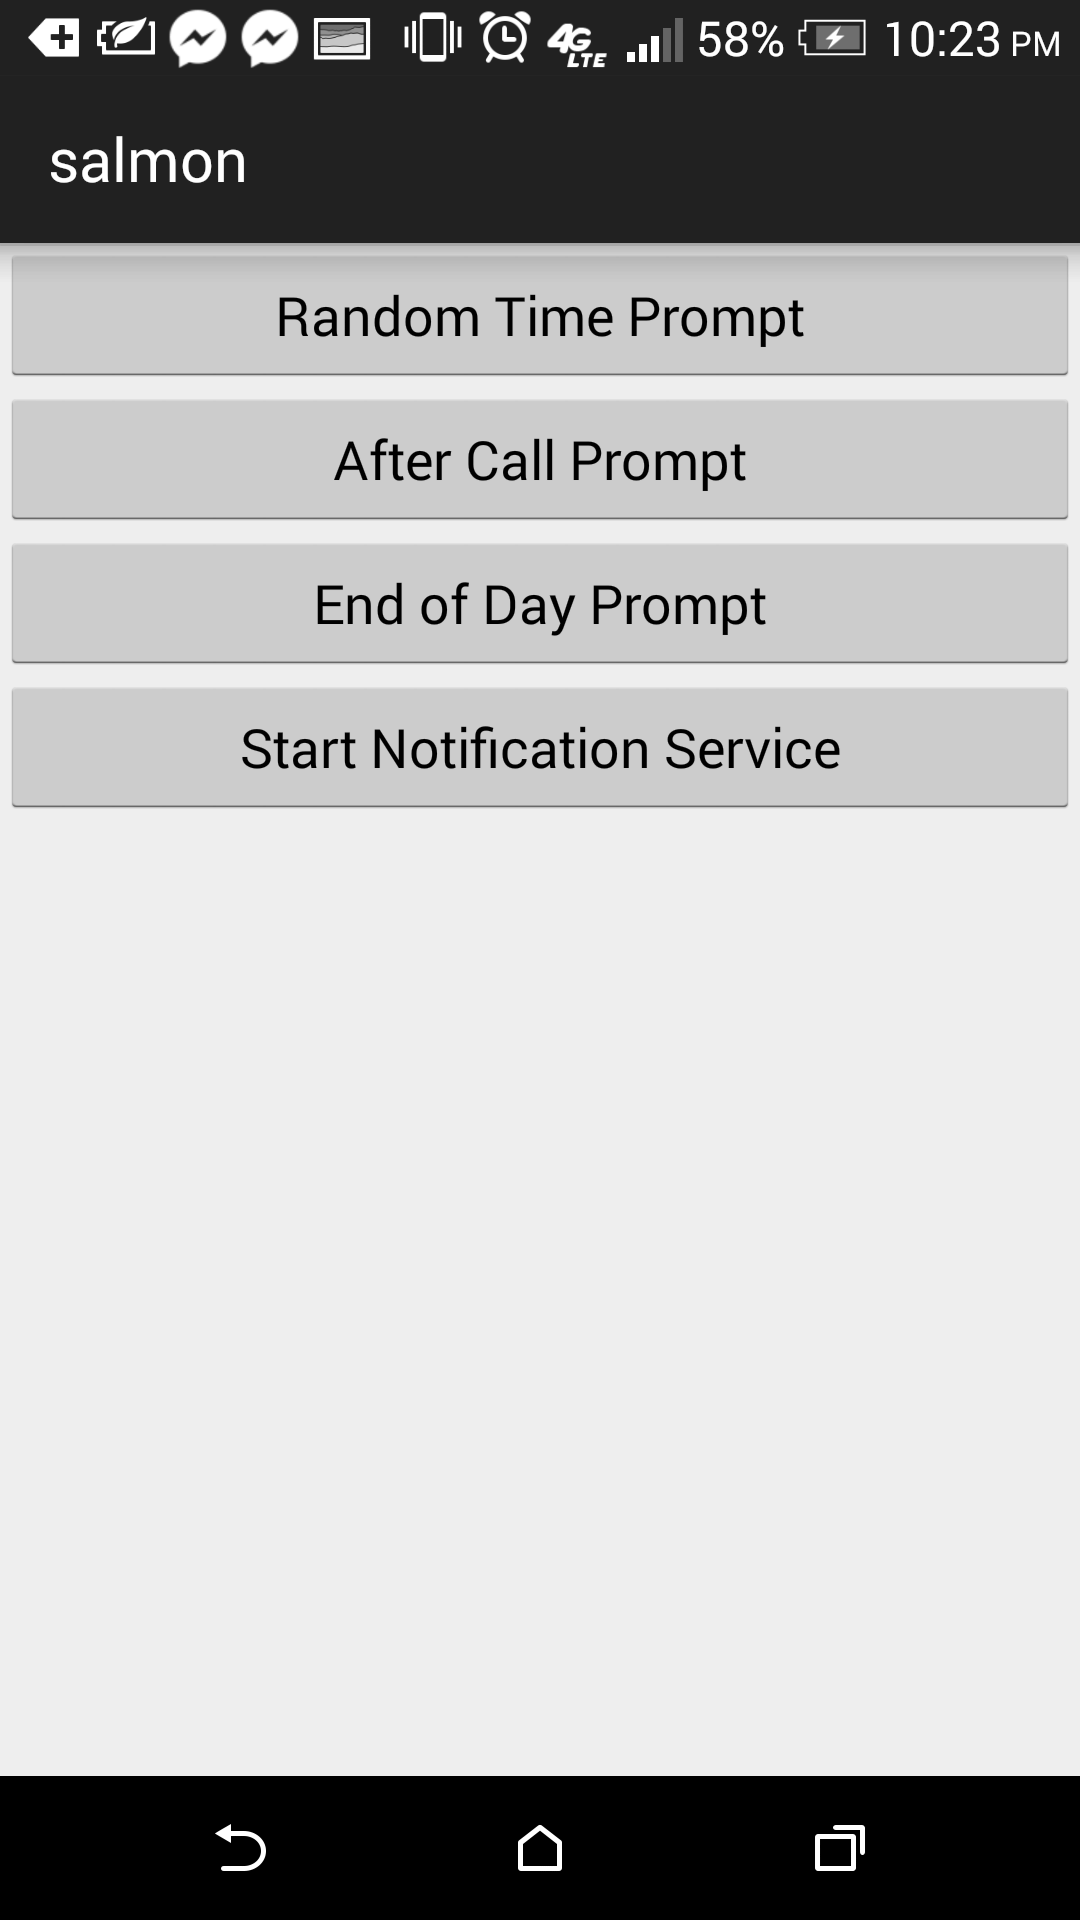 4G LTE 58% 10:23 PM
salmon
Random Time Prompt
After Call Prompt
End of Day Prompt
Start Notification Service